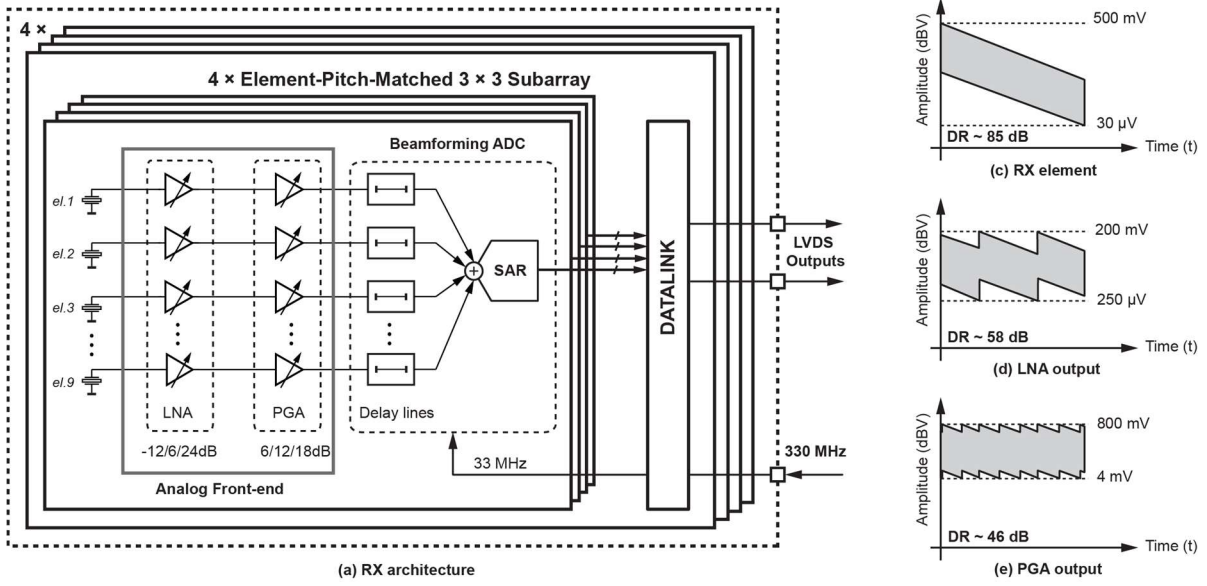 4 ×
4 × Element-Pitch-Matched 3 × 3 Subarray
Beamforming ADC
el.1
el.2
el.3
el.9
+
SAR
LNA
PGA
Delay lines
-12/6/24dB
6/12/18dB
Analog Front-end
33 MHz
DATALINK
LVDS
Outputs
330 MHz
(a) RX architecture
Amplitude (dBV)
500 mV
30 µV
DR ~ 85 dB
Time (t)
(c) RX element
Amplitude (dBV)
200 mV
250 µV
DR ~ 58 dB
Time (t)
(d) LNA output
Amplitude (dBV)
800 mV
4 mV
DR ~ 46 dB
Time (t)
(e) PGA output